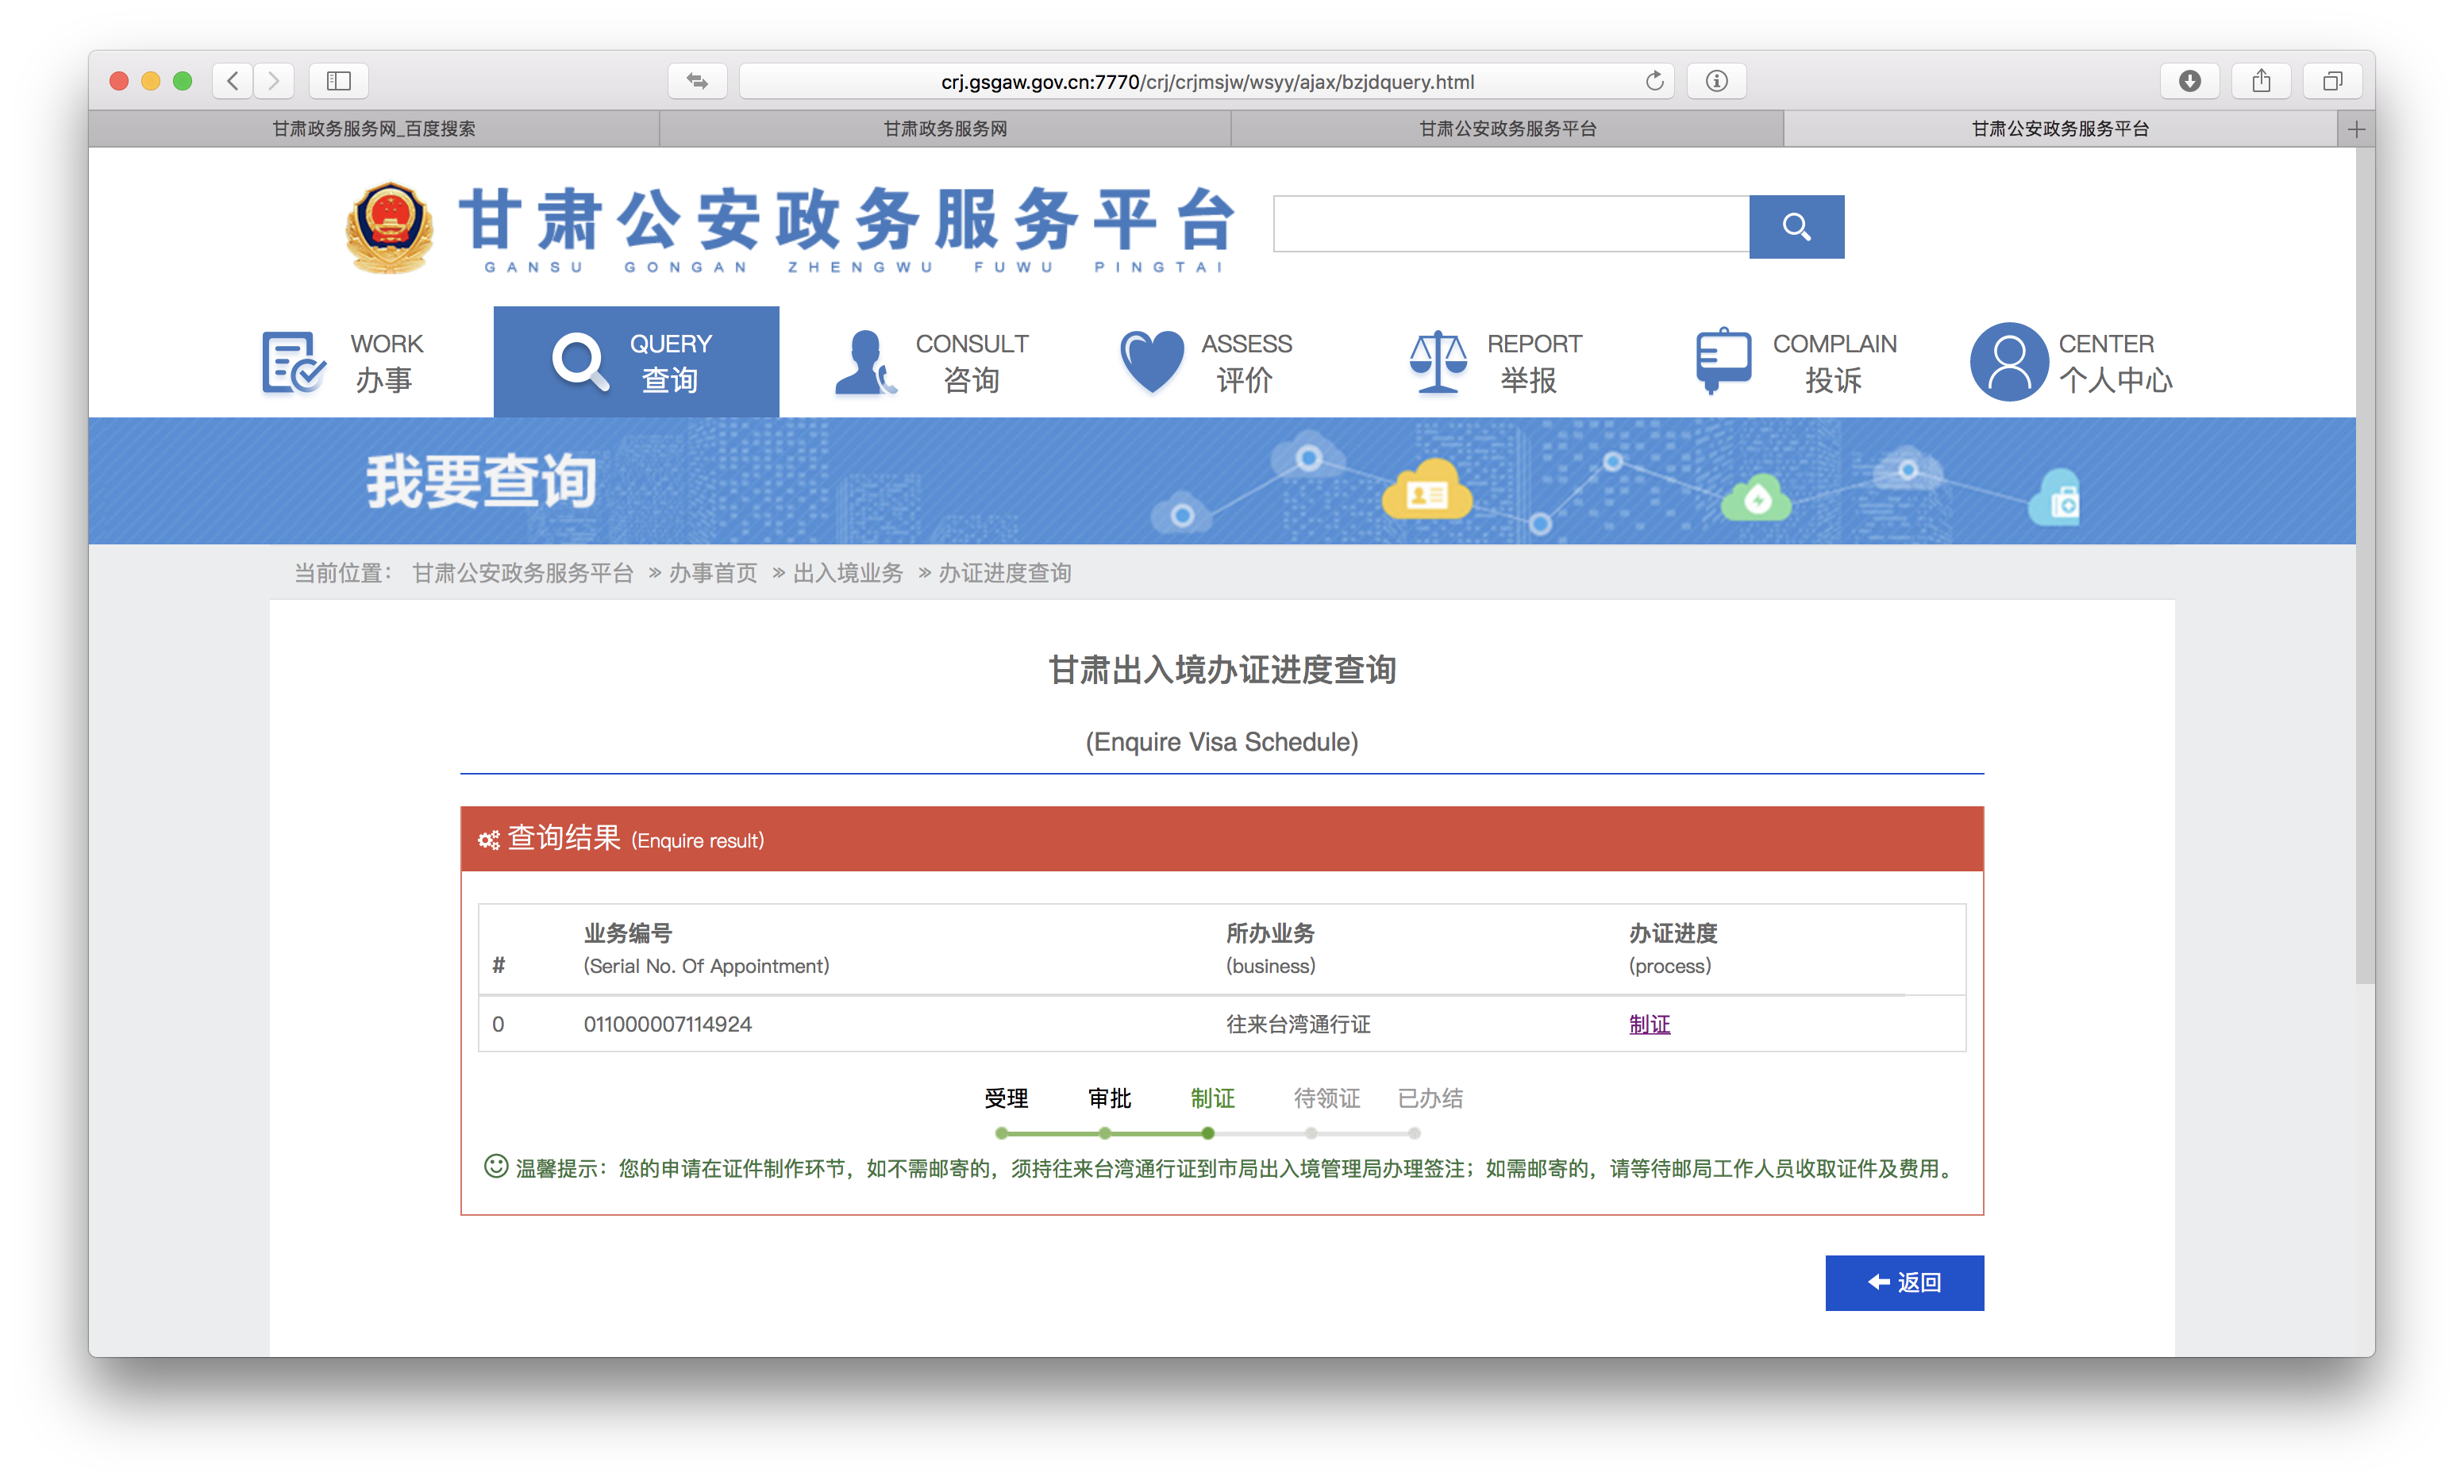 crj.gsgaw.gov.cn:7770/crj/crjmsjw/wsyy/ajax/bzjdquery.html
甘肃政务服务网_百度搜索
甘肃政务服务网
甘肃公安政务服务平台
甘肃公安政务服务平台
甘肃公安政务服务平台
GANSU GONGAN ZHENGWU FUWU PINGTAI
WORK
办事
QUERY
查询
CONSULT
咨询
ASSESS
评价
REPORT
举报
COMPLAIN
投诉
CENTER
个人中心
我要查询
当前位置： 甘肃公安政务服务平台 » 办事首页 » 出入境业务 » 办证进度查询
甘肃出入境办证进度查询
(Enquire Visa Schedule)
查询结果 (Enquire result)
# 业务编号 (Serial No. Of Appointment) 所办业务 (business) 办证进度 (process)
0 011000007114924 往来台湾通行证 制证
受理 审批 制证 待领证 已办结
温馨提示：您的申请在证件制作环节，如不需邮寄的，须持往来台湾通行证到市局出入境管理局办理签注；如需邮寄的，请等待邮局工作人员收取证件及费用。
返回